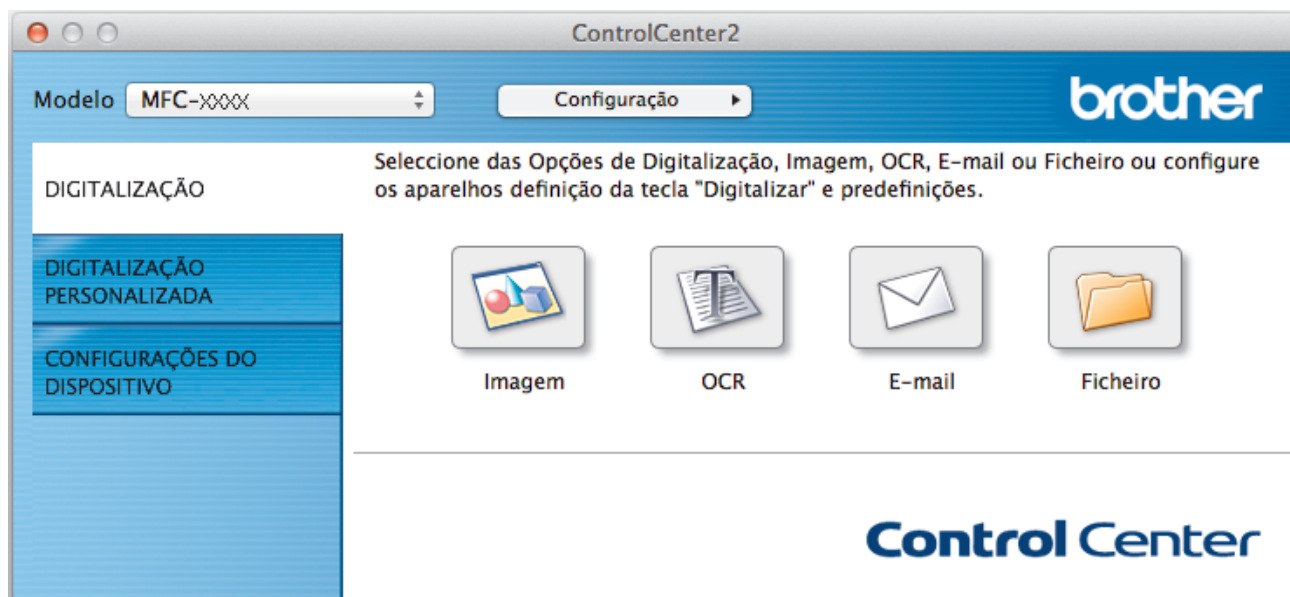 ControlCenter2
Modelo MFC-XXXX Configuração
brother
DIGITALIZAÇÃO
Seleccione das Opções de Digitalização, Imagem, OCR, E-mail ou Ficheiro ou configure
os aparelhos definição da tecla "Digitalizar" e predefinições.
DIGITALIZAÇÃO
PERSONALIZADA
CONFIGURAÇÕES DO
DISPOSITIVO
Imagem OCR E-mail Ficheiro
Control Center